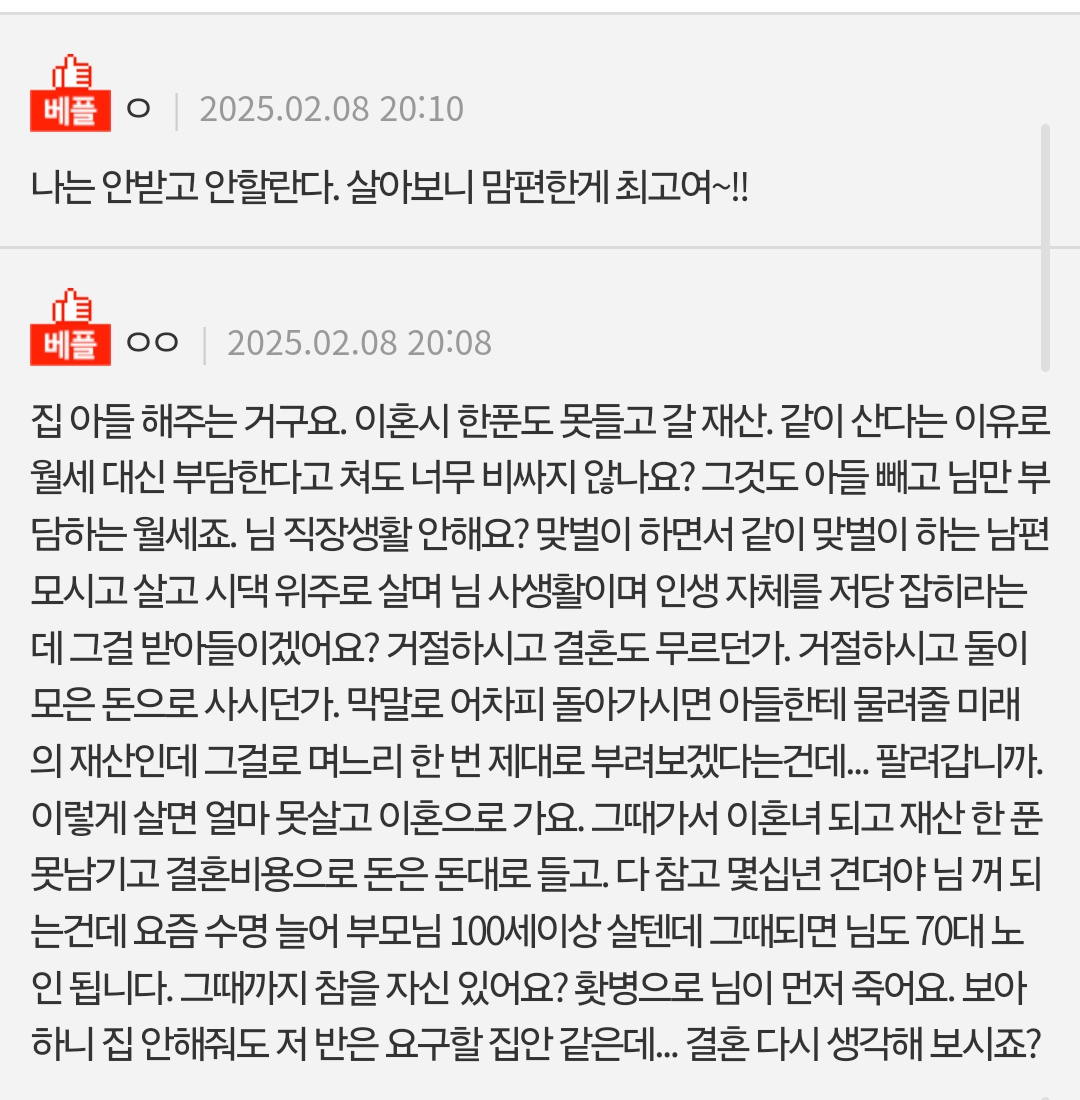 베플 ㅇ | 2025.02.08 20:10
나는 안받고 안할란다. 살아보니 맘편한게 최고여~!!
베플 ㅇㅇ | 2025.02.08 20:08
집 아들 해주는 거구요. 이혼시 한푼도 못들고 갈 재산. 같이 산다는 이유로
월세 대신 부담한다고 쳐도 너무 비싸지 않나요? 그것도 아들 빼고 님만 부
담하는 월세죠. 님 직장생활 안해요? 맞벌이 하면서 같이 맞벌이 하는 남편
모시고 살고 시댁 위주로 살며 님 사생활이며 인생 자체를 저당 잡히라는
데 그걸 받아들이겠어요? 거절하시고 결혼도 무르던가. 거절하시고 둘이
모은 돈으로 사시던가. 막말로 어차피 돌아가시면 아들한테 물려줄 미래
의 재산인데 그걸로 며느리 한 번 제대로 부려보겠다는건데... 팔려갑니까.
이렇게 살면 얼마 못살고 이혼으로 가요. 그때가서 이혼녀 되고 재산 한 푼
못남기고 결혼비용으로 돈은 돈대로 들고. 다 참고 몇십년 견뎌야 님 꺼 되
는건데 요즘 수명 늘어 부모님 100세이상 살텐데 그때되면 님도 70대 노
인 됩니다. 그때까지 참을 자신 있어요? 홧병으로 님이 먼저 죽어요. 보아
하니 집 안해줘도 저 반은 요구할 집안 같은데... 결혼 다시 생각해 보시죠?